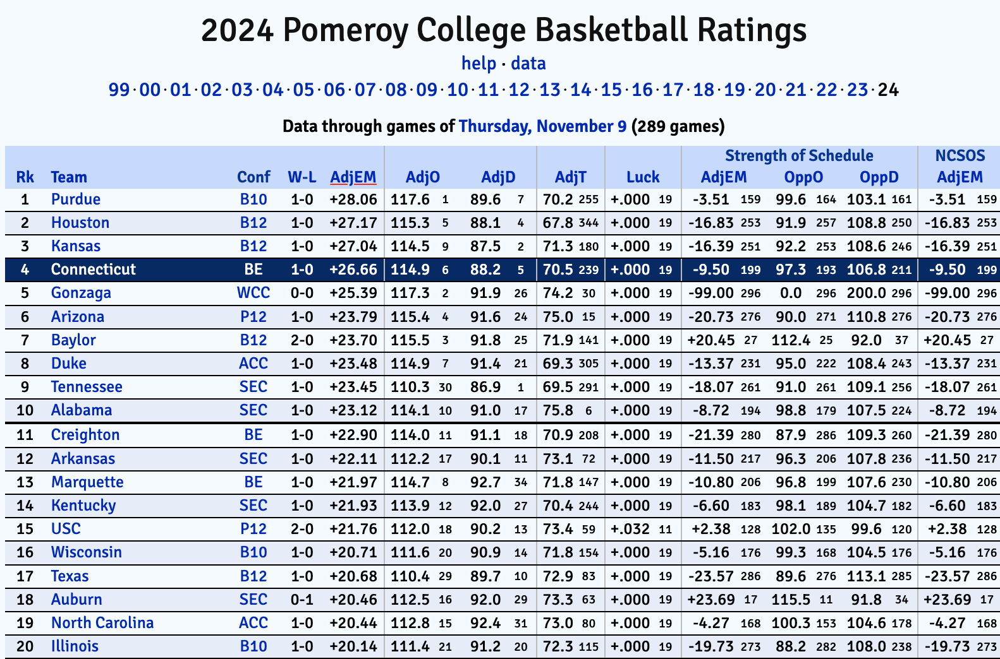 2024 Pomeroy College Basketball Ratings
help · data
99·00·01·02·03·04·05·06·07·08·09·10·11·12·13·14·15·16·17·18·19·20·21·22·23·24
Data through games of Thursday, November 9 (289 games)
Strength of Schedule NCSOS
Rk Team Conf W-L AdjEM AdjO AdjD AdjT Luck AdjEM OppO OppD AdjEM
1 Purdue B10 1-0 +28.06 117.6 1 89.6 7 70.2 255 +.000 19 -3.51 159 99.6 164 103.1 161 -3.51 159
2 Houston B12 1-0 +27.17 115.3 5 88.1 4 67.8 344 +.000 19 -16.83 253 91.9 257 108.8 250 -16.83 253
3 Kansas B12 1-0 +27.04 114.5 9 87.5 2 71.3 180 +.000 19 -16.39 251 92.2 253 108.6 246 -16.39 251
4 Connecticut BE 1-0 +26.66 114.9 6 88.2 5 70.5 239 +.000 19 -9.50 199 97.3 193 106.8 211 -9.50 199
5 Gonzaga WCC 0-0 +25.39 117.3 2 91.9 26 74.2 30 +.000 19 -99.00 296 0.0 296 200.0 296 -99.00 296
6 Arizona P12 1-0 +23.79 115.4 4 91.6 24 75.0 15 +.000 19 -20.73 276 90.0 271 110.8 276 -20.73 276
7 Baylor B12 2-0 +23.70 115.5 3 91.8 25 71.9 141 +.000 19 +20.45 27 112.4 25 92.0 37 +20.45 27
8 Duke ACC 1-0 +23.48 114.9 7 91.4 21 69.3 305 +.000 19 -13.37 231 95.0 222 108.4 243 -13.37 231
9 Tennessee SEC 1-0 +23.45 110.3 30 86.9 1 69.5 291 +.000 19 -18.07 261 91.0 261 109.1 256 -18.07 261
10 Alabama SEC 1-0 +23.12 114.1 10 91.0 17 75.8 6 +.000 19 -8.72 194 98.8 179 107.5 224 -8.72 194
11 Creighton BE 1-0 +22.90 114.0 11 91.1 18 70.9 208 +.000 19 -21.39 280 87.9 286 109.3 260 -21.39 280
12 Arkansas SEC 1-0 +22.11 112.2 17 90.1 11 73.1 72 +.000 19 -11.50 217 96.3 206 107.8 236 -11.50 217
13 Marquette BE 1-0 +21.97 114.7 8 92.7 34 71.8 147 +.000 19 -10.80 206 96.8 199 107.6 230 -10.80 206
14 Kentucky SEC 1-0 +21.93 113.9 12 92.0 27 70.4 244 +.000 19 -6.60 183 98.1 189 104.7 182 -6.60 183
15 USC P12 2-0 +21.76 112.0 18 90.2 13 73.4 59 +.032 11 +2.38 128 102.0 135 99.6 120 +2.38 128
16 Wisconsin B10 1-0 +20.71 111.6 20 90.9 14 71.8 154 +.000 19 -5.16 176 99.3 168 104.5 176 -5.16 176
17 Texas B12 1-0 +20.68 110.4 29 89.7 10 72.9 83 +.000 19 -23.57 286 89.6 276 113.1 285 -23.57 286
18 Auburn SEC 0-1 +20.46 112.5 16 92.0 29 73.3 63 +.000 19 +23.69 17 115.5 11 91.8 34 +23.69 17
19 North Carolina ACC 1-0 +20.44 112.8 15 92.4 31 73.0 80 +.000 19 -4.27 168 100.3 153 104.6 178 -4.27 168
20 Illinois B10 1-0 +20.14 111.4 21 91.2 20 72.3 115 +.000 19 -19.73 273 88.2 282 108.0 238 -19.73 273